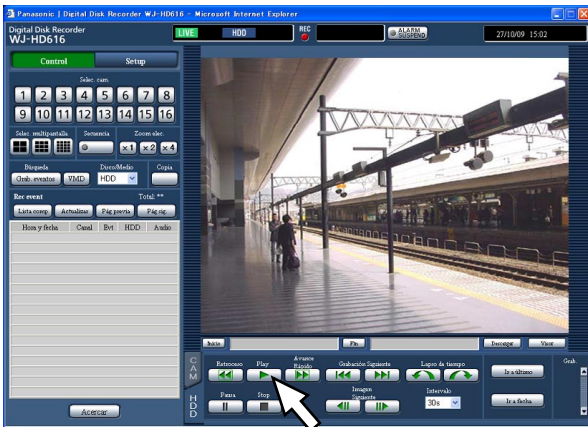 Panasonic | Digital Disk Recorder WJ-HD616 - Microsoft Internet Explorer
Digital Disk Recorder
WJ-HD616
LIVE HDD REC ALARM SUSPEND 27/10/09 15:02
Control Setup
Selec. cam.
1 2 3 4 5 6 7 8
9 10 11 12 13 14 15 16
Selec. multipantalla Secuencia Zoom elec.
×1 ×2 ×4
Búsqueda Disco/Medio Copia
Grab. eventos VMD HDD Copia
Rec event Total: **
Lista comp Actualizas Pág previa Pág sig.
Hora y fecha Canal Evt HDD Audio
Inicio Fin Descargar Visor
CAM
Retroceso Play Avance Rápido Grabación Siguiente Lapso de tiempo Grab.
Ir a último
HDD
Pausa Stop Imagen Siguiente Intervalo
30s Ir a fecha
Acercar